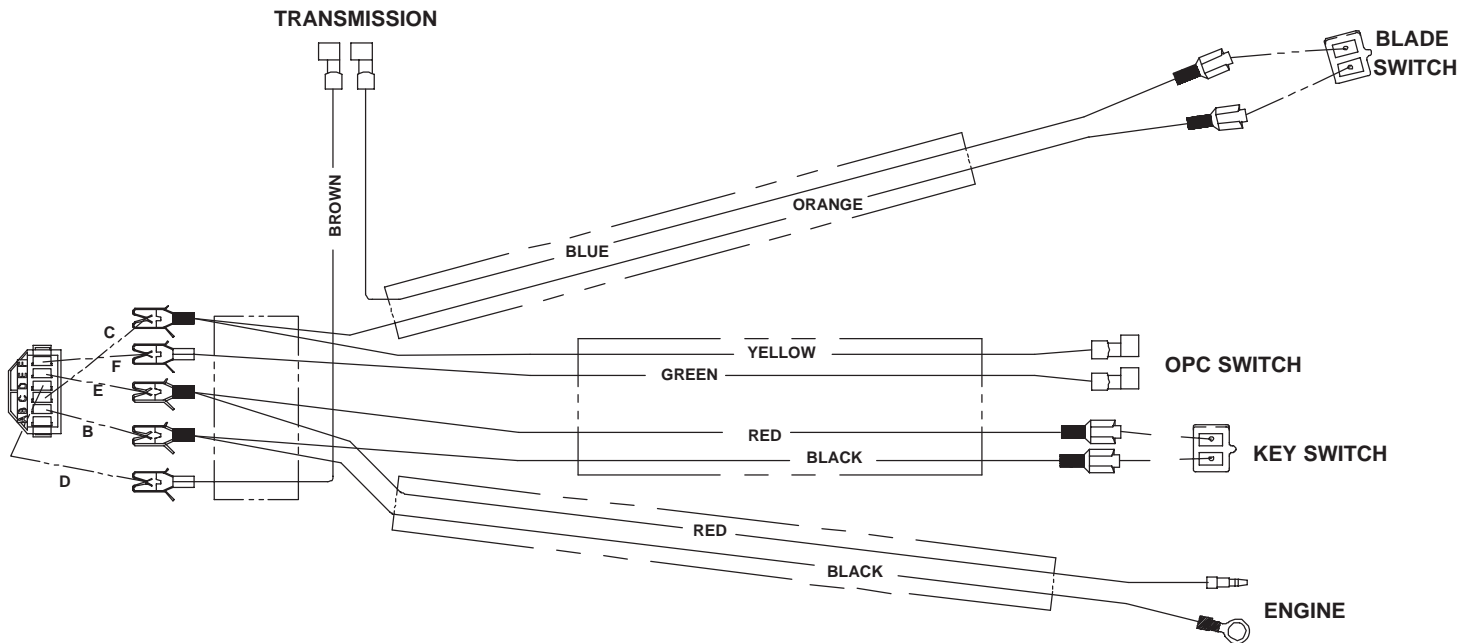 TRANSMISSION
BLADE
SWITCH
BROWN
ORANGE
BLUE
C
F
E
B
D
A B C D E F
YELLOW
GREEN
OPC SWITCH
RED
BLACK
KEY SWITCH
RED
BLACK
ENGINE